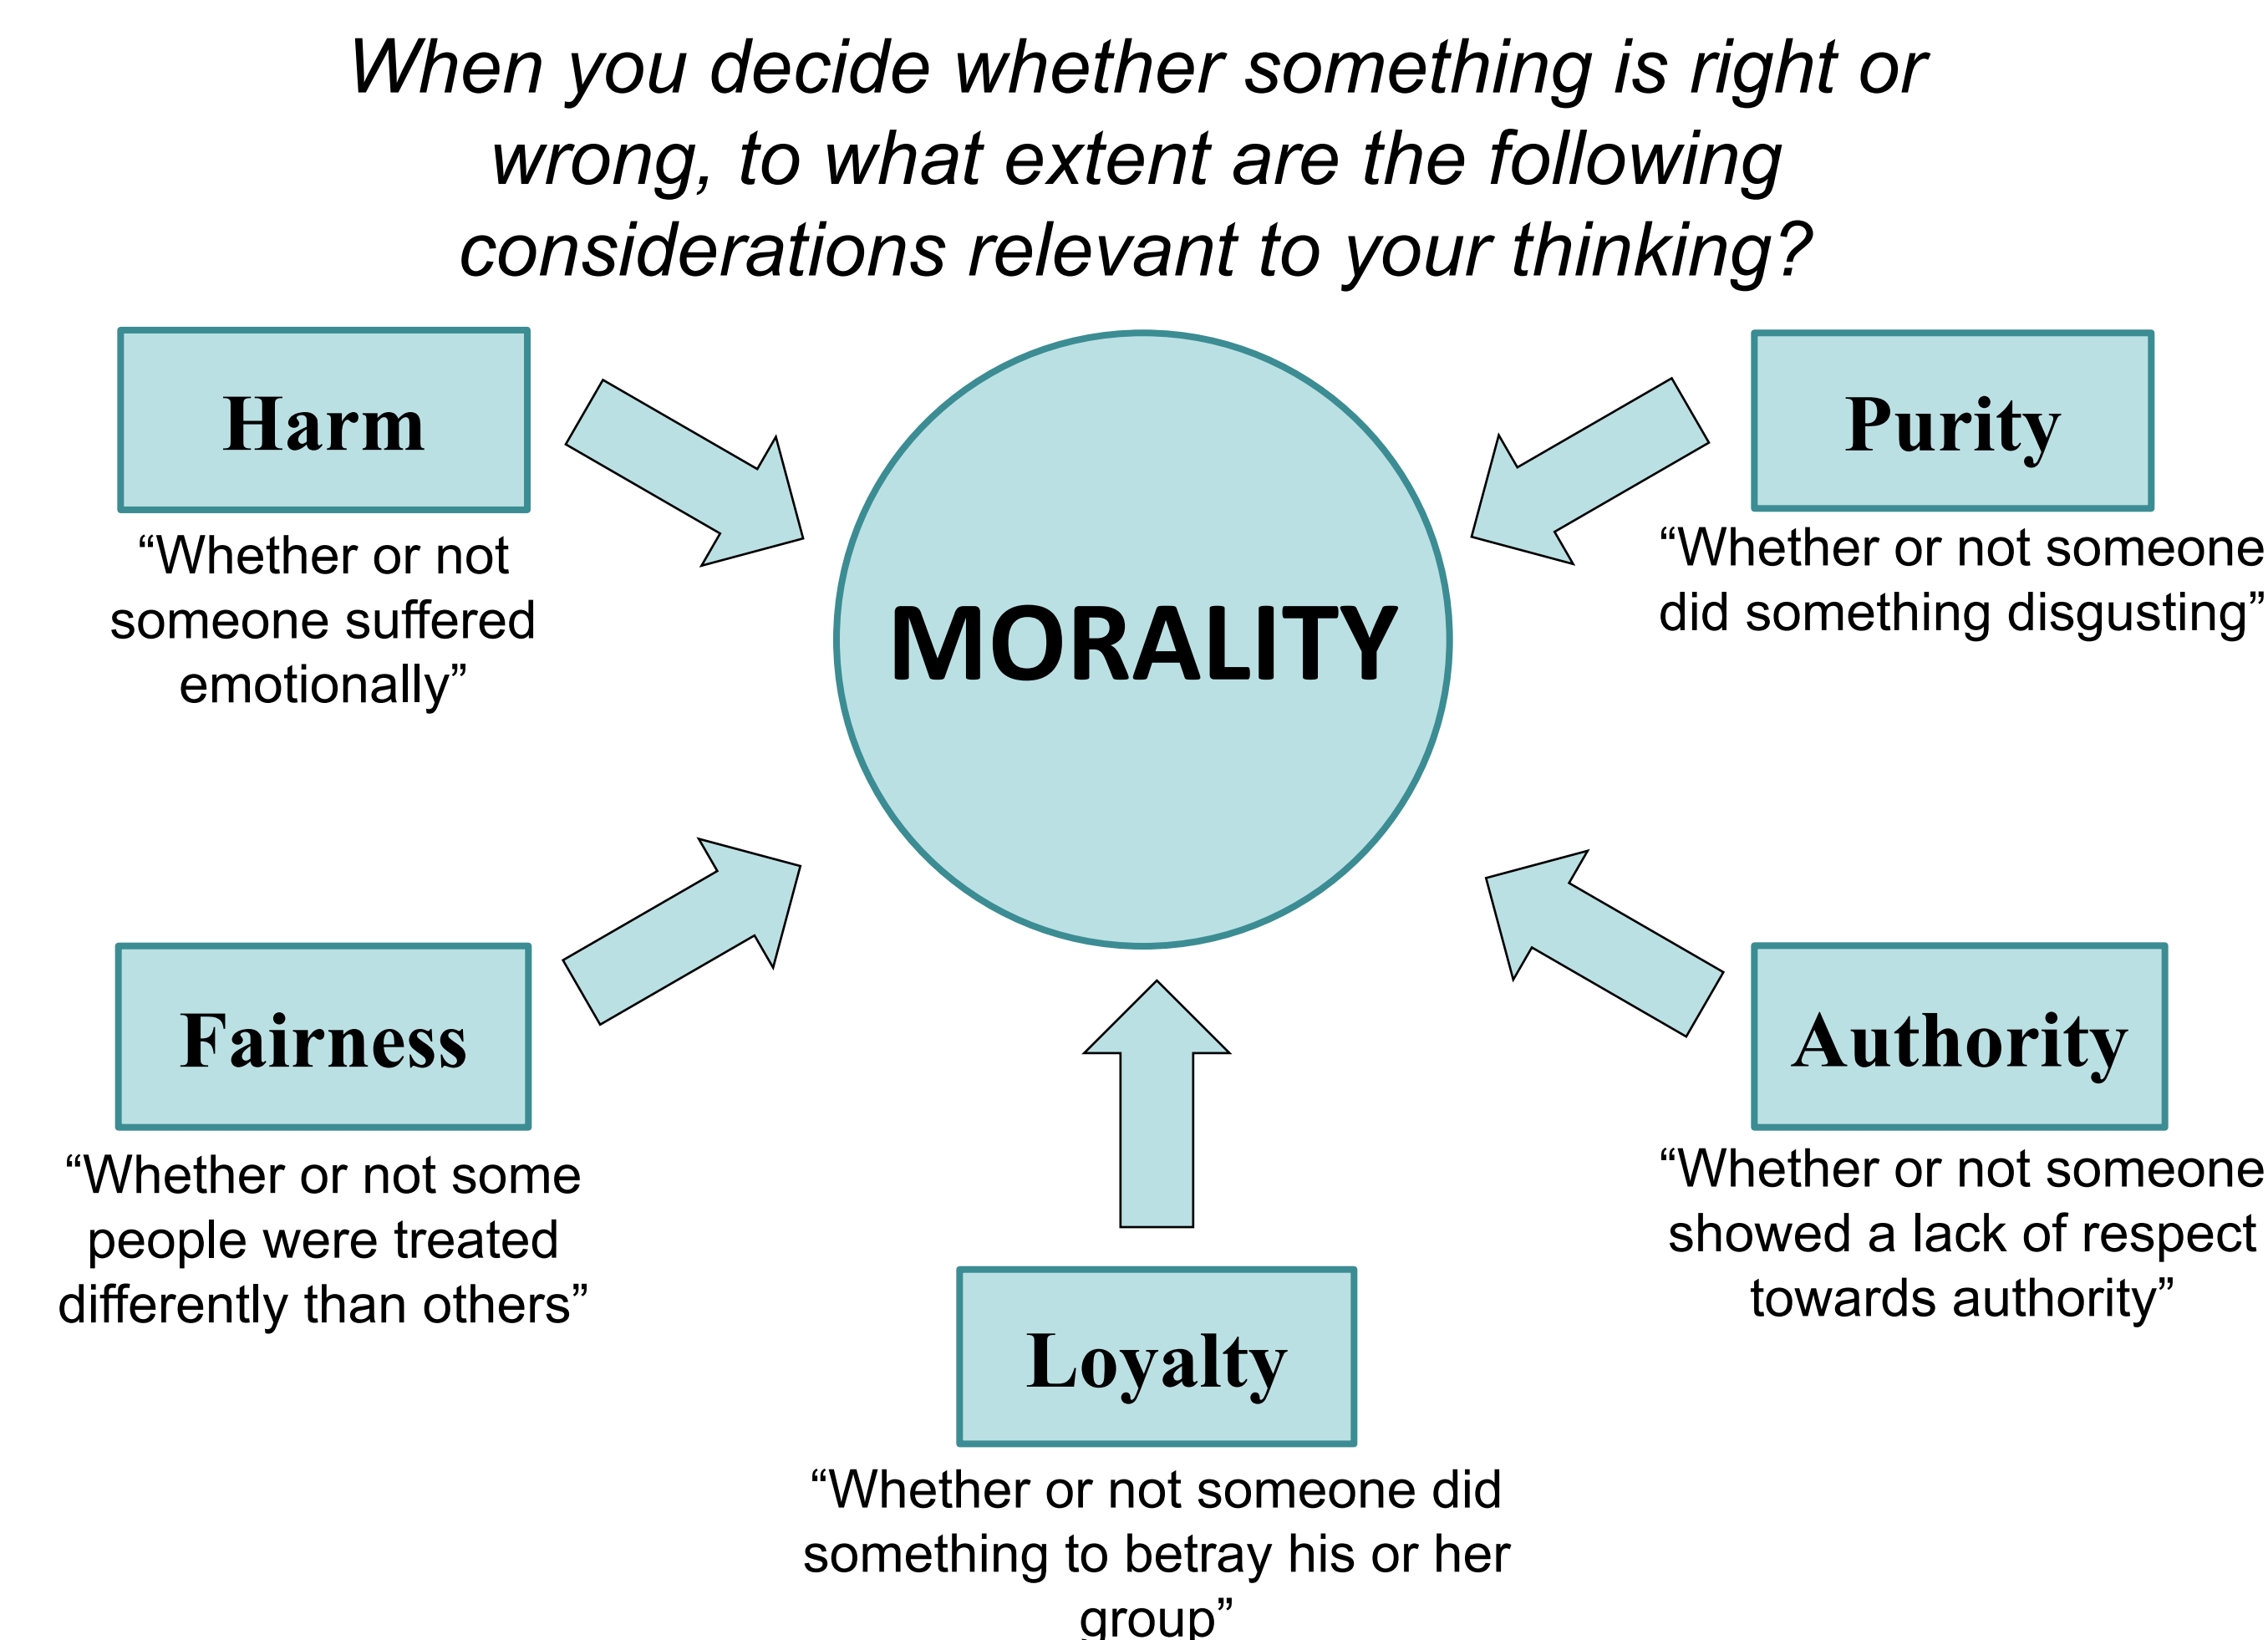 When you decide whether something is right or
wrong, to what extent are the following
considerations relevant to your thinking?
Harm
“Whether or not
someone suffered
emotionally”
Purity
“Whether or not someone
did something disgusting”
MORALITY
Fairness
“Whether or not some
people were treated
differently than others”
Authority
“Whether or not someone
showed a lack of respect
towards authority”
Loyalty
“Whether or not someone did
something to betray his or her
group”